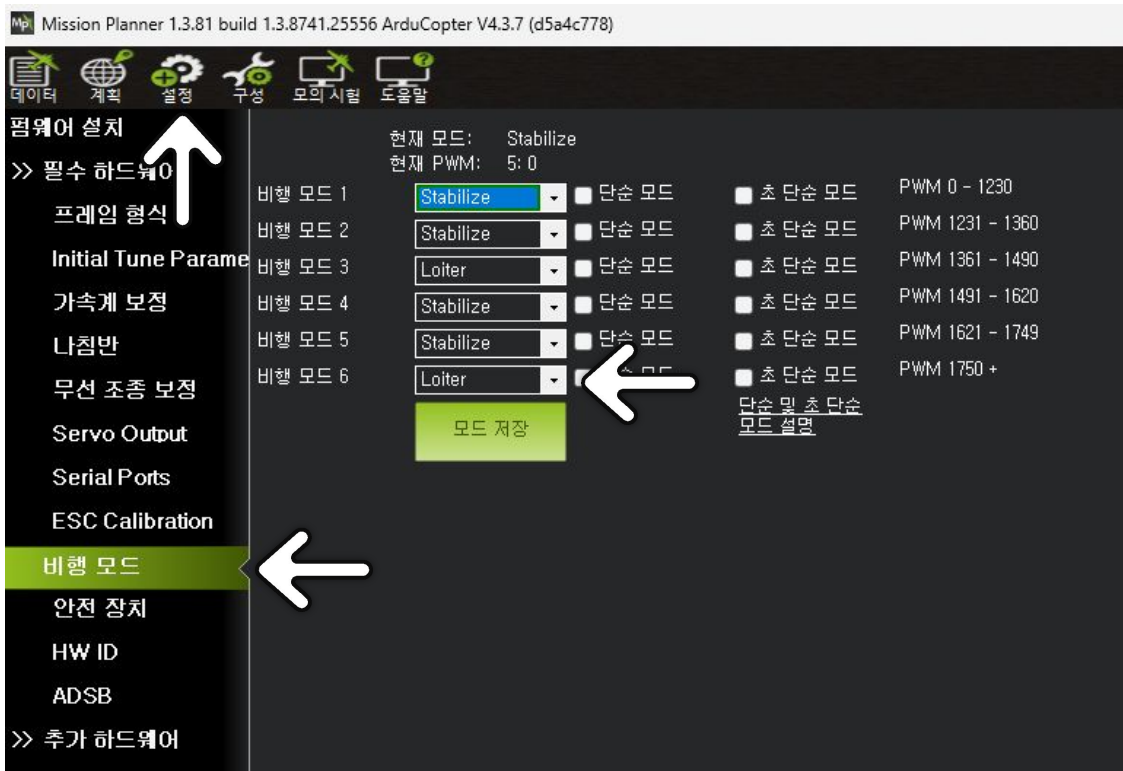 Mission Planner 1.3.81 build 1.3.8741.25556 ArduCopter V4.3.7 (d5a4c778)
데이터 계획 설정 구성 모의 시험 도움말
펌웨어 설치
>> 필수 하드웨어
프레임 형식
Initial Tune Parame
가속계 보정
나침반
무선 조종 보정
Servo Output
Serial Ports
ESC Calibration
비행 모드
안전 장치
HW ID
ADSB
>> 추가 하드웨어
현재 모드: Stabilize
현재 PWM: 5: 0
비행 모드 1 Stabilize 단순 모드 초 단순 모드 PWM 0 - 1230
비행 모드 2 Stabilize 단순 모드 초 단순 모드 PWM 1231 - 1360
비행 모드 3 Loiter 단순 모드 초 단순 모드 PWM 1361 - 1490
비행 모드 4 Stabilize 단순 모드 초 단순 모드 PWM 1491 - 1620
비행 모드 5 Stabilize 단순 모드 초 단순 모드 PWM 1621 - 1749
비행 모드 6 Loiter 초 단순 모드 PWM 1750 +
모드 저장
단순 및 초 단순
모드 설명